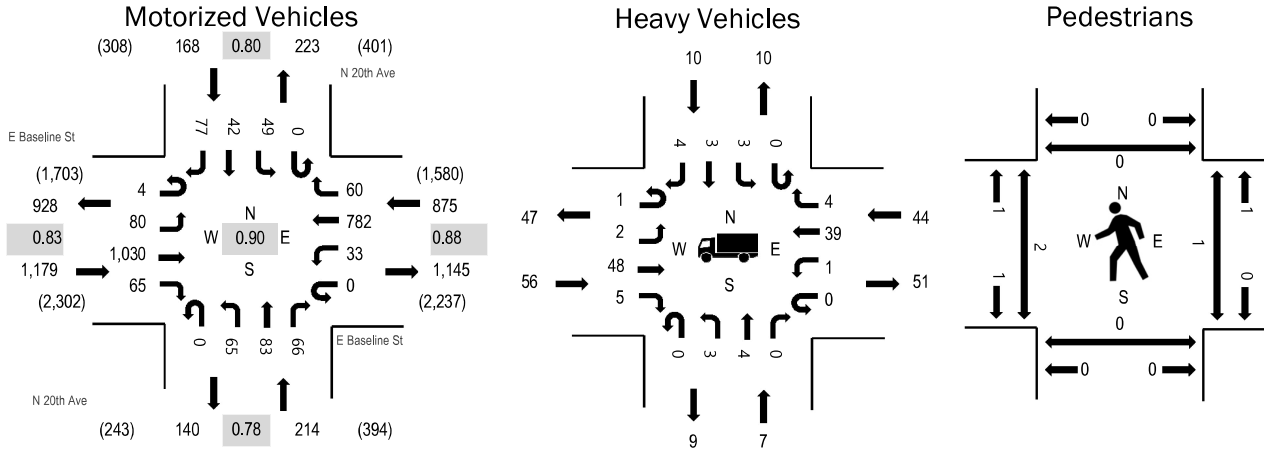 Motorized Vehicles
Heavy Vehicles
Pedestrians
(308) 168 0.80 223 (401)
N 20th Ave
E Baseline St
77 42 49 0
(1,703)
928
0.83
1,179
(2,302)
4
80
1,030
65
N
W 0.90 E
S
60
782
33
0
(1,580)
875
0.88
1,145
(2,237)
0 65 83 66
E Baseline St
N 20th Ave
(243) 140 0.78 214 (394)
10 10
4 3 3 0
47
56
1
2
48
5
N
W E
S
4
39
1
0
44
51
0 3 4 0
9 7
0 0
0
1
1
2
N
W E
S
1
1
0
0
0 0